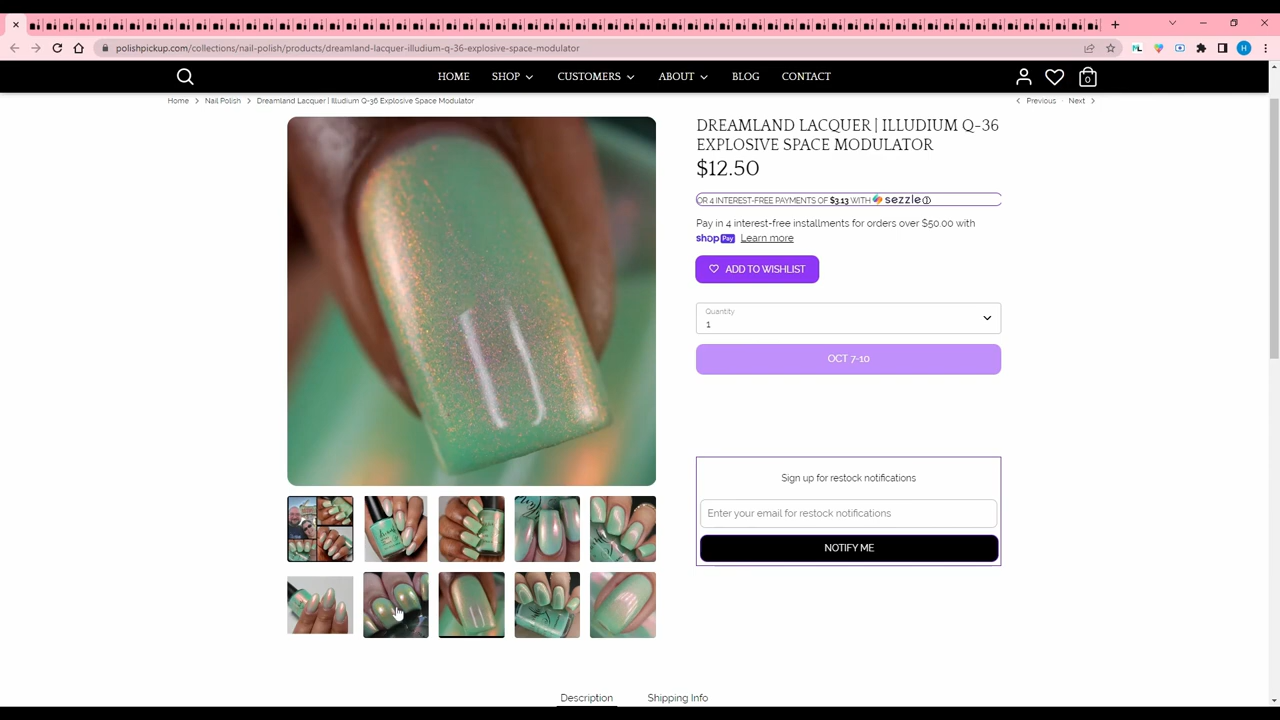 polishpickup.com/collections/nail-polish/products/dreamland-lacquer-illudium-q-36-explosive-space-modulator
HOME SHOP CUSTOMERS ABOUT BLOG CONTACT
0
Home > Nail Polish > Dreamland Lacquer | Illudium Q-36 Explosive Space Modulator
< Previous · Next >
DREAMLAND LACQUER | ILLUDIUM Q-36
EXPLOSIVE SPACE MODULATOR
$12.50
OR 4 INTEREST-FREE PAYMENTS OF $3.13 WITH sezzle
Pay in 4 interest-free installments for orders over $50.00 with
shop Pay Learn more
ADD TO WISHLIST
Quantity
1
OCT 7-10
Sign up for restock notifications
Enter your email for restock notifications
NOTIFY ME
Description Shipping Info